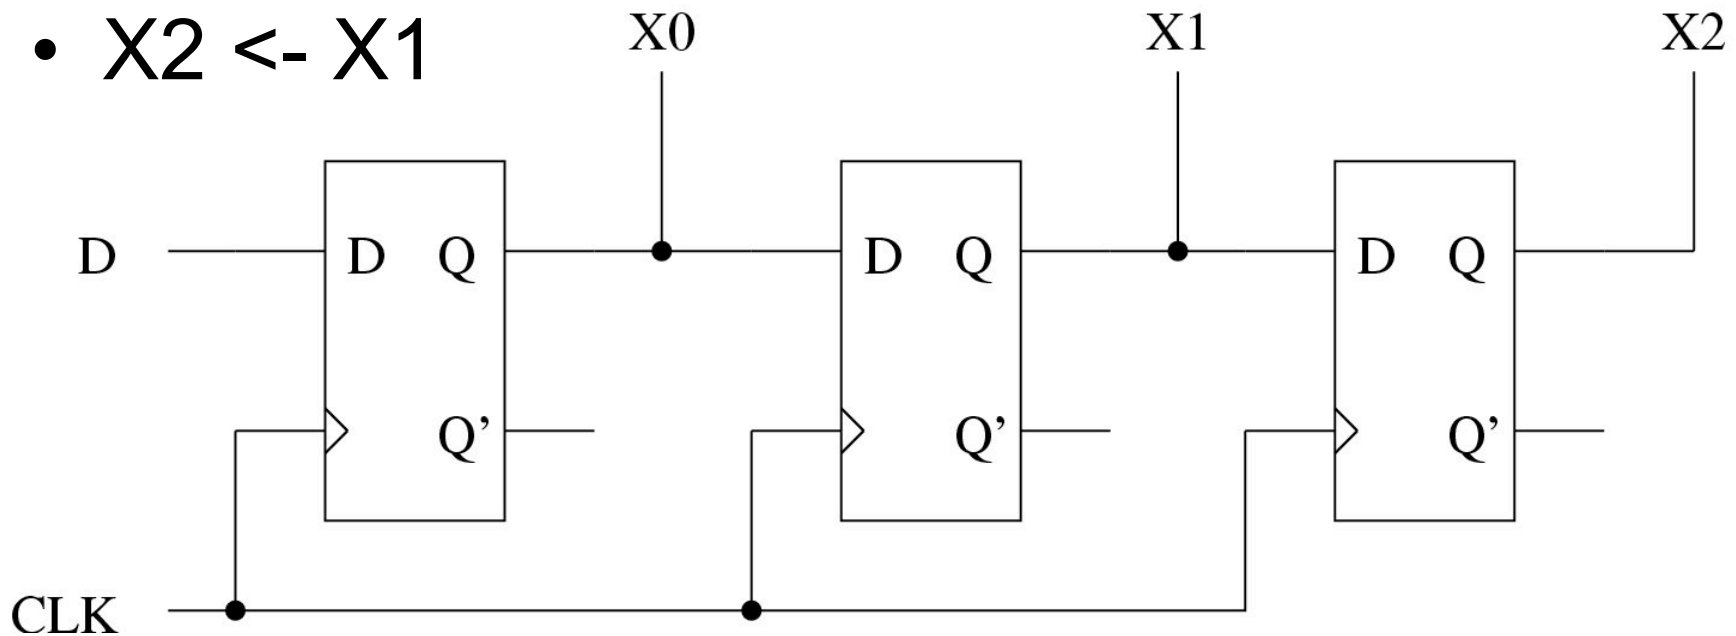 • X2 <- X1
X0 X1 X2
D D Q D Q D Q
Q’ Q’ Q’
CLK